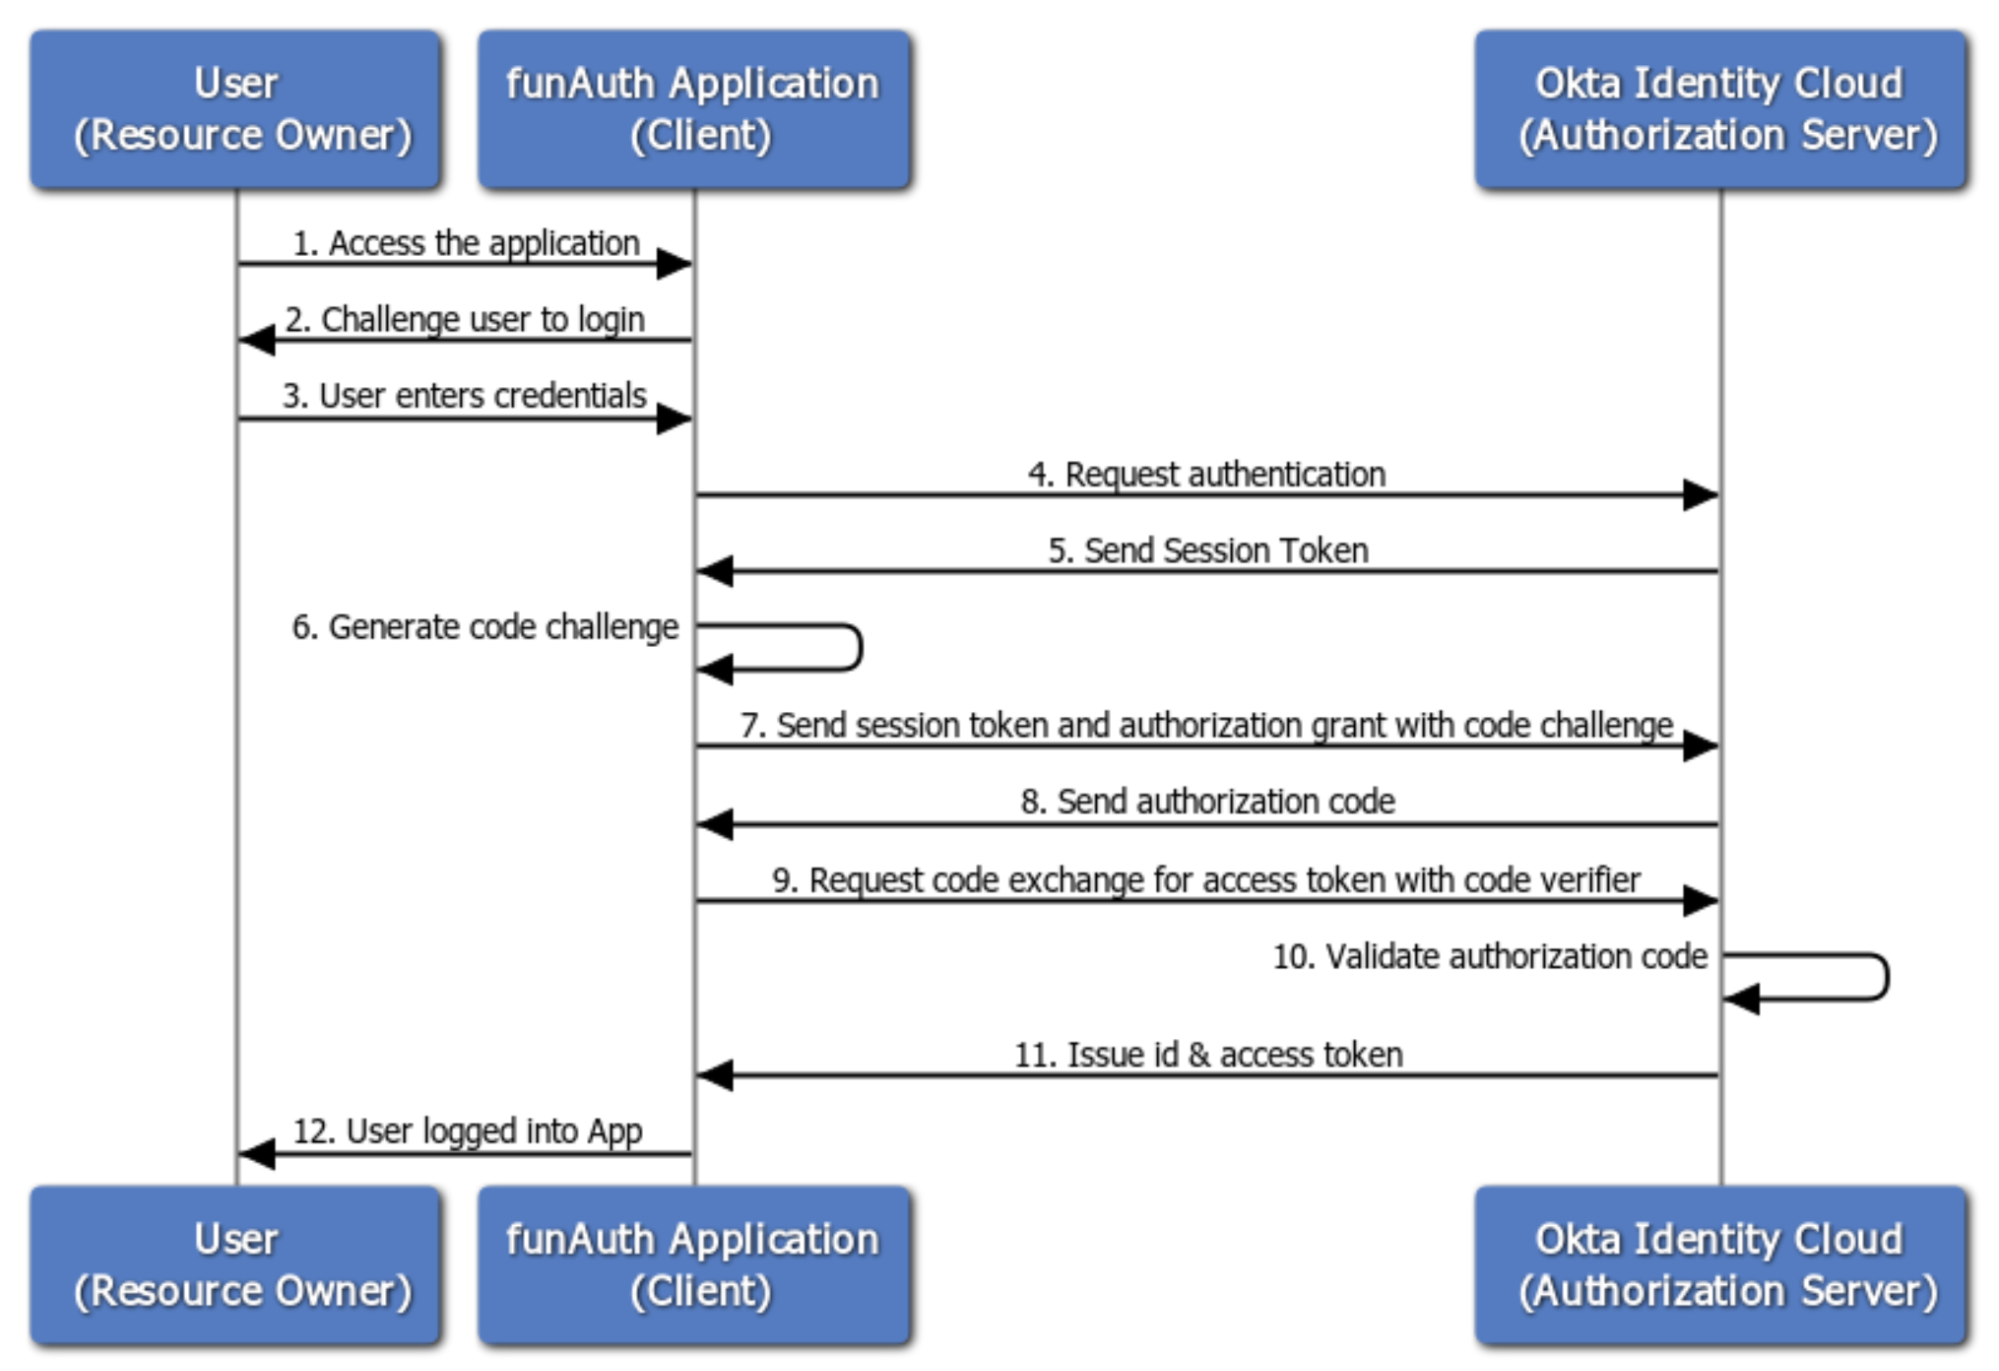 User
(Resource Owner)
funAuth Application
(Client)
Okta Identity Cloud
(Authorization Server)
1. Access the application
2. Challenge user to login
3. User enters credentials
4. Request authentication
5. Send Session Token
6. Generate code challenge
7. Send session token and authorization grant with code challenge
8. Send authorization code
9. Request code exchange for access token with code verifier
10. Validate authorization code
11. Issue id & access token
12. User logged into App
User
(Resource Owner)
funAuth Application
(Client)
Okta Identity Cloud
(Authorization Server)